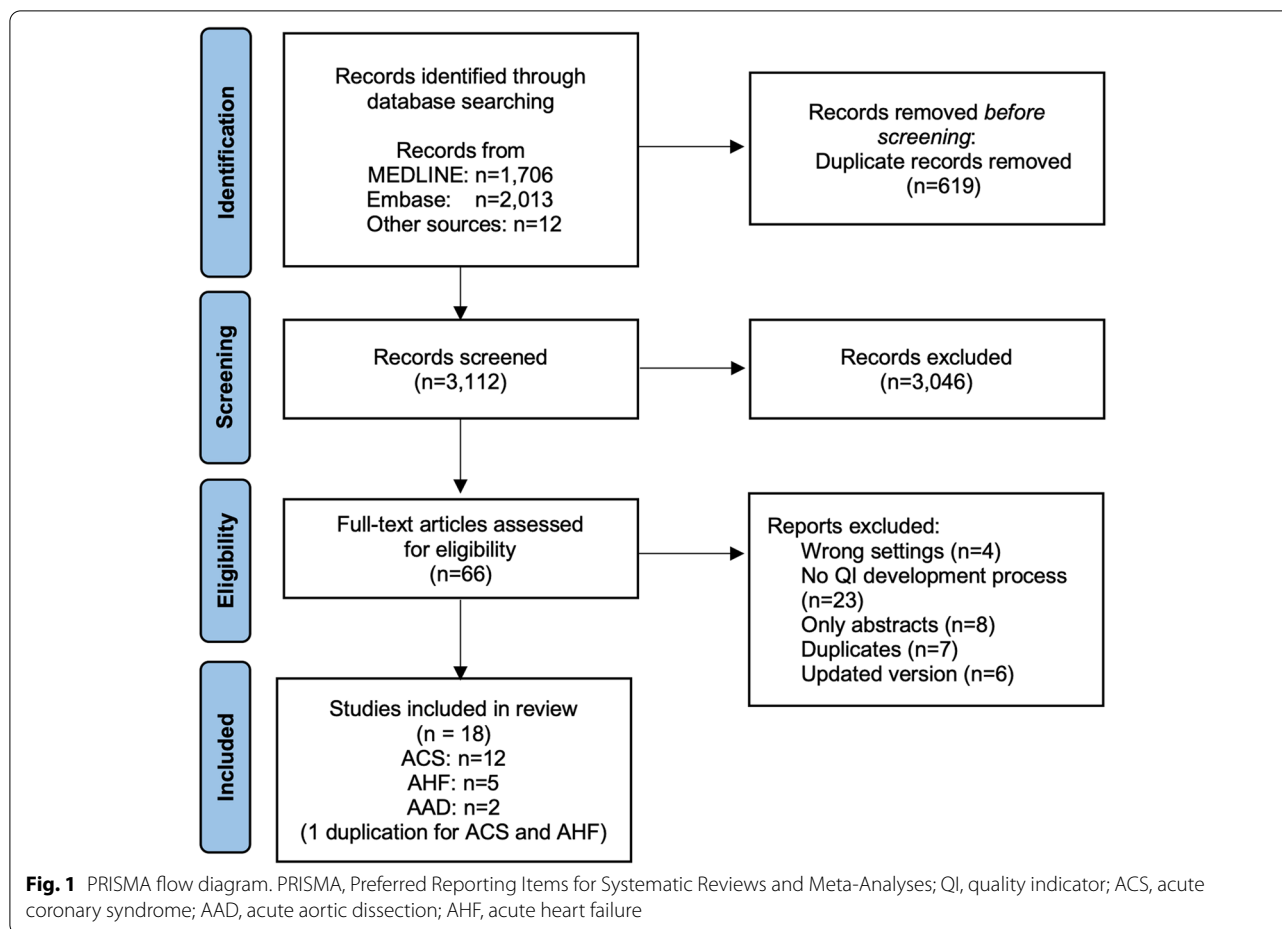 Identification
Records identified through
database searching
Records from
MEDLINE: n=1,706
Embase: n=2,013
Other sources: n=12
Records removed before
screening:
Duplicate records removed
(n=619)
Screening
Records screened
(n=3,112)
Records excluded
(n=3,046)
Eligibility
Full-text articles assessed
for eligibility
(n=66)
Reports excluded:
Wrong settings (n=4)
No QI development process
(n=23)
Only abstracts (n=8)
Duplicates (n=7)
Updated version (n=6)
Included
Studies included in review
(n = 18)
ACS: n=12
AHF: n=5
AAD: n=2
(1 duplication for ACS and AHF)
Fig. 1 PRISMA flow diagram. PRISMA, Preferred Reporting Items for Systematic Reviews and Meta-Analyses; QI, quality indicator; ACS, acute
coronary syndrome; AAD, acute aortic dissection; AHF, acute heart failure